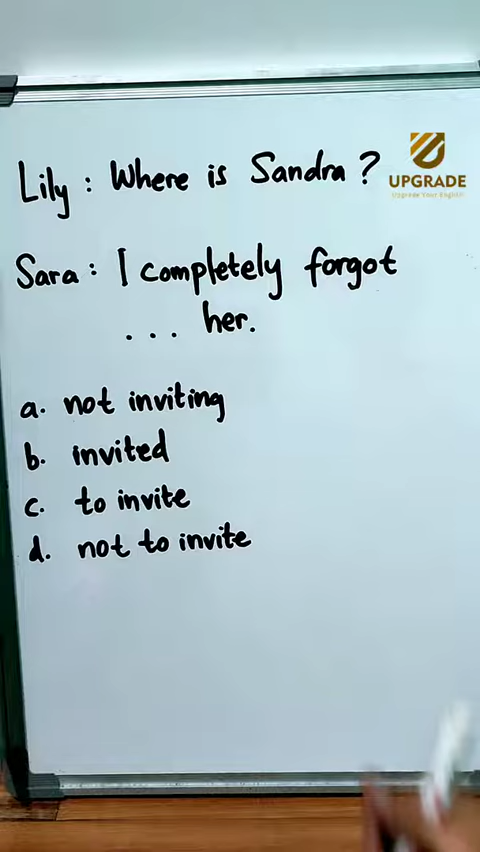 Lily : Where is Sandra ?
UPGRADE
Upgrade Your English
Sara : I completely forgot
... her.
a. not inviting
b. invited
c. to invite
d. not to invite